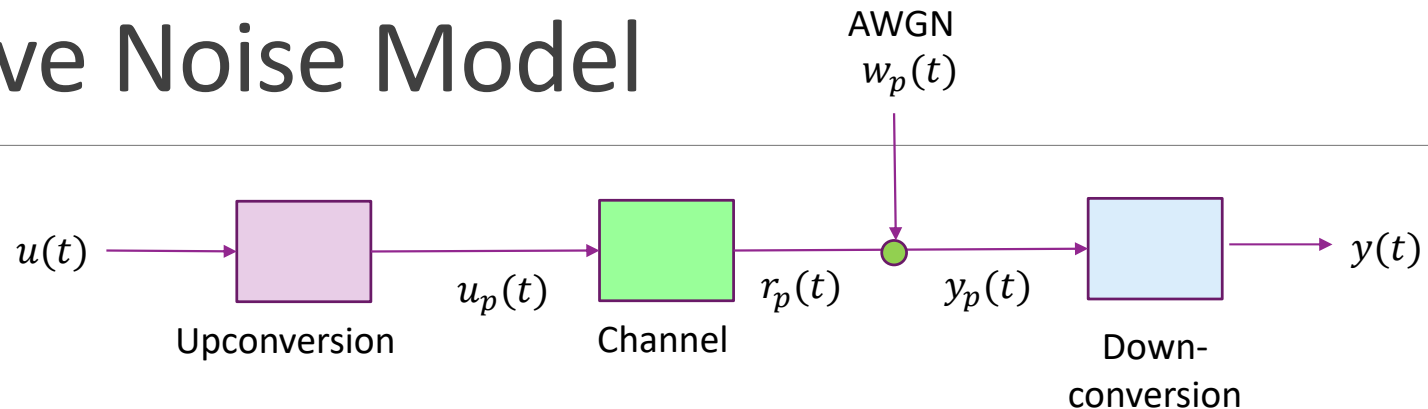 ve Noise Model
AWGN
w_p(t)
u(t)
u_p(t)
r_p(t)
y_p(t)
y(t)
Upconversion
Channel
Down-
conversion